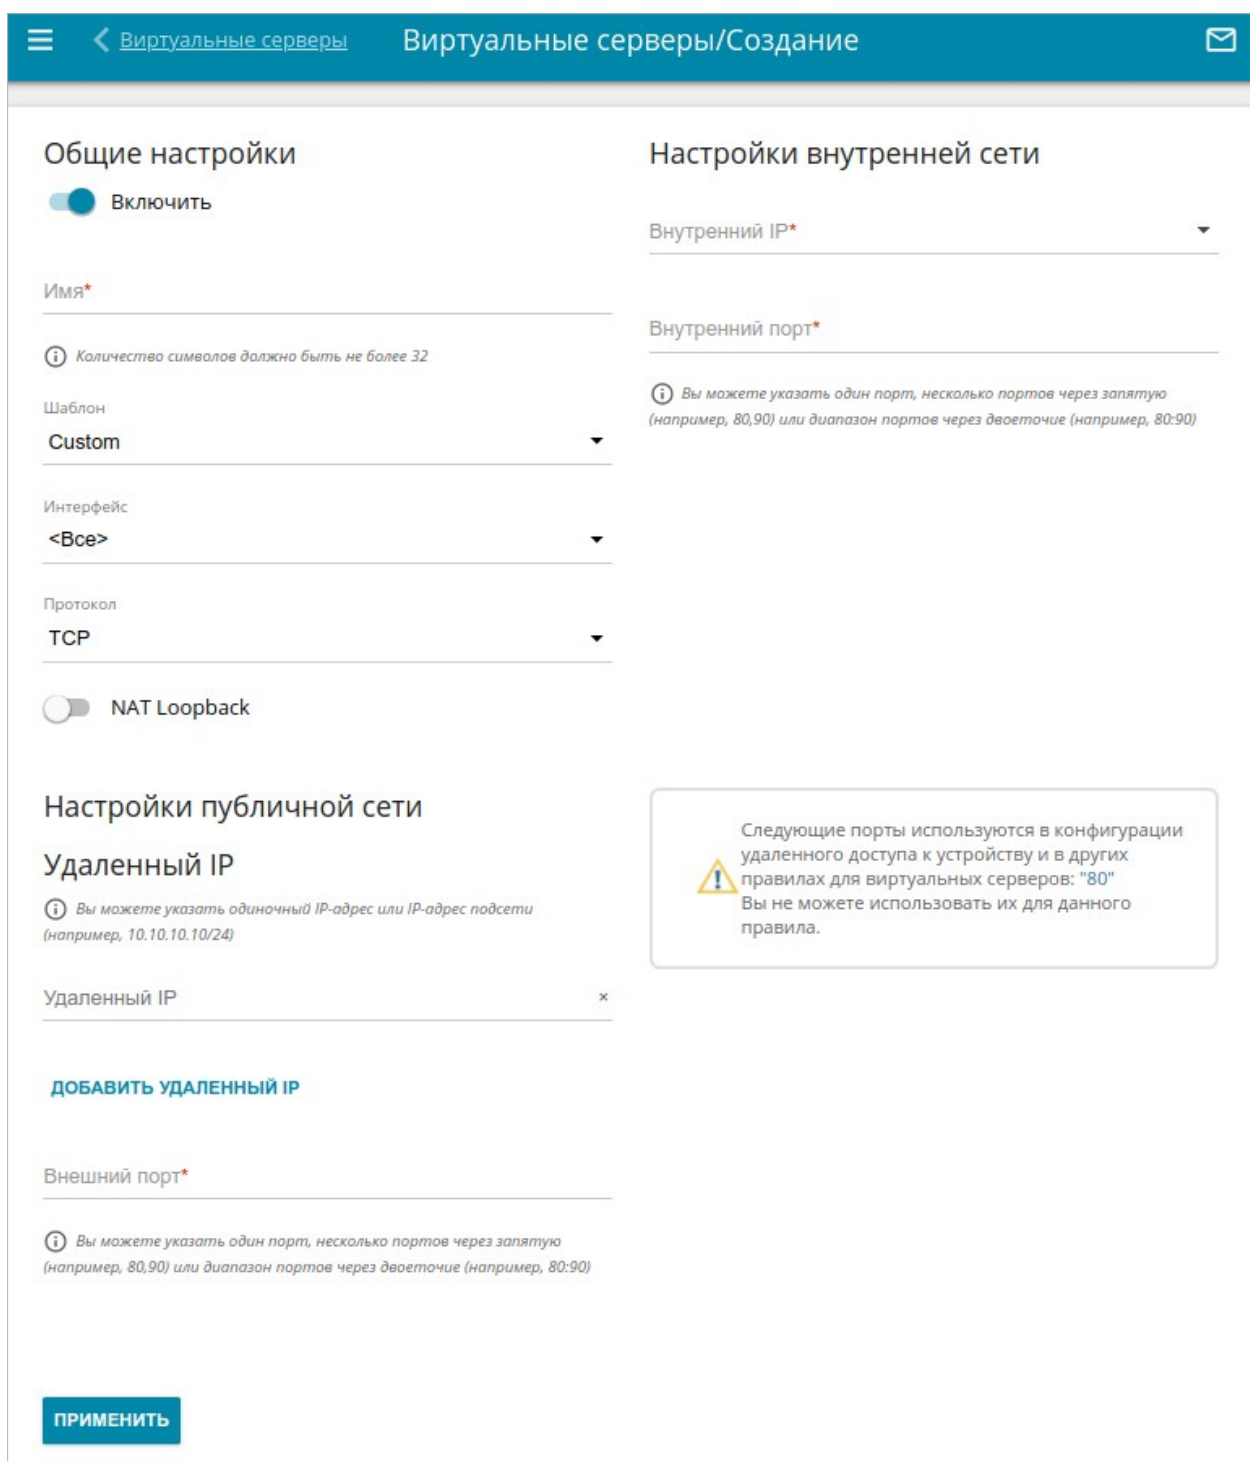 Виртуальные серверы
Виртуальные серверы/Создание
Общие настройки
Включить
Имя*
Количество символов должно быть не более 32
Шаблон
Custom
Интерфейс
<Все>
Протокол
TCP
NAT Loopback
Настройки внутренней сети
Внутренний IP*
Внутренний порт*
Вы можете указать один порт, несколько портов через запятую
(например, 80,90) или диапазон портов через двоеточие (например, 80:90)
Настройки публичной сети
Удаленный IP
Вы можете указать одиночный IP-адрес или IP-адрес подсети
(например, 10.10.10.10/24)
Удаленный IP ×
ДОБАВИТЬ УДАЛЕННЫЙ IP
Внешний порт*
Вы можете указать один порт, несколько портов через запятую
(например, 80,90) или диапазон портов через двоеточие (например, 80:90)
Следующие порты используются в конфигурации
удаленного доступа к устройству и в других
правилах для виртуальных серверов: "80"
Вы не можете использовать их для данного
правила.
ПРИМЕНИТЬ